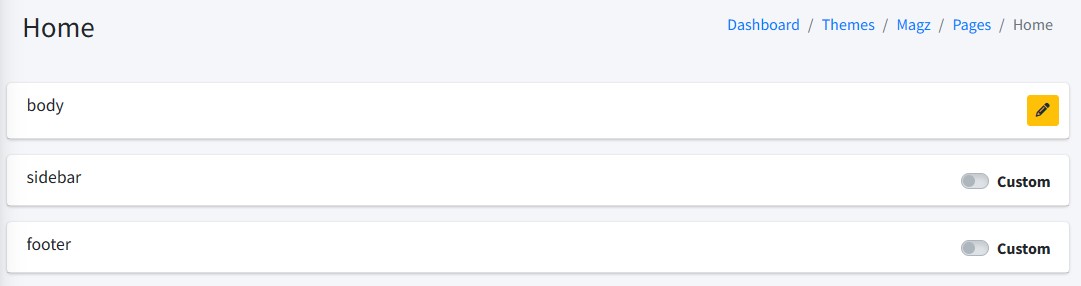 Home
Dashboard / Themes / Magz / Pages / Home
body
sidebar
Custom
footer
Custom